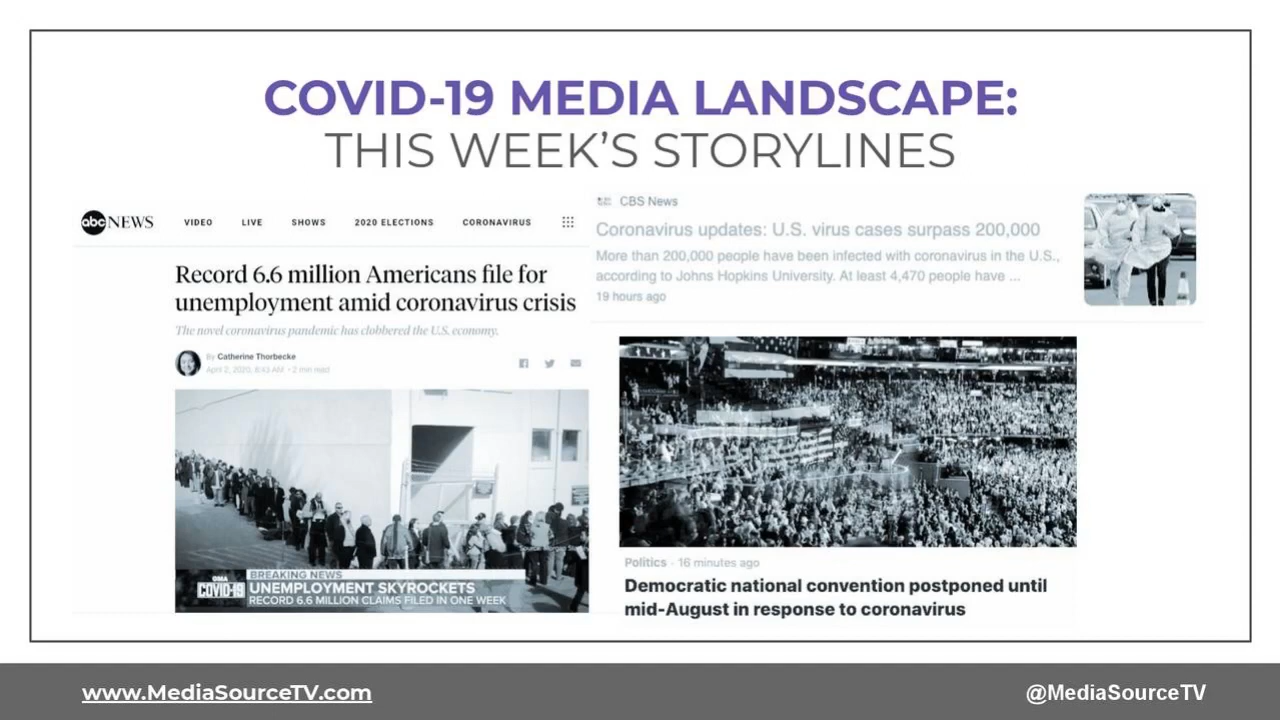 COVID-19 MEDIA LANDSCAPE:
THIS WEEK'S STORYLINES
abc NEWS VIDEO LIVE SHOWS 2020 ELECTIONS CORONAVIRUS
Record 6.6 million Americans file for
unemployment amid coronavirus crisis
The novel coronavirus pandemic has clobbered the U.S. economy.
By Catherine Thorbecke
April 2, 2020, 8:43 AM • 2 min read
GMA
COVID-19
BREAKING NEWS
UNEMPLOYMENT SKYROCKETS
RECORD 6.6 MILLION CLAIMS FILED IN ONE WEEK
CBS News
Coronavirus updates: U.S. virus cases surpass 200,000
More than 200,000 people have been infected with coronavirus in the U.S.,
according to Johns Hopkins University. At least 4,470 people have ...
19 hours ago
Politics · 16 minutes ago
Democratic national convention postponed until
mid-August in response to coronavirus
www.MediaSourceTV.com
@MediaSourceTV